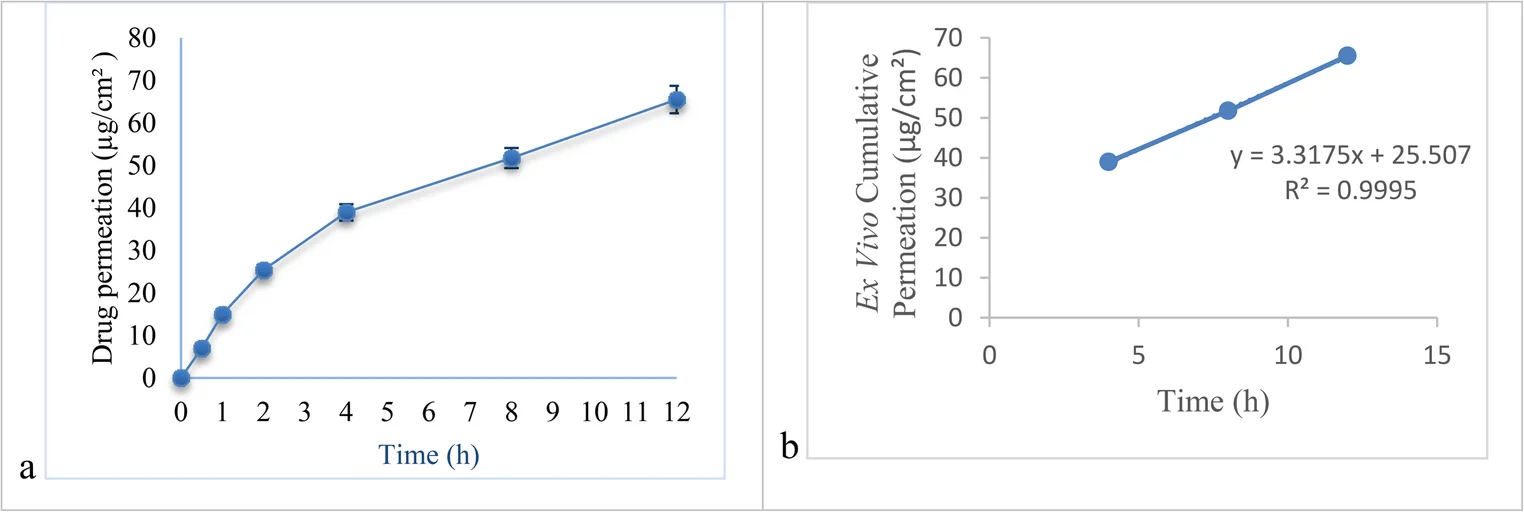 80
70
60
50
40
30
20
10
0
Drug permeation (µg/cm² )
0 1 2 3 4 5 6 7 8 9 10 11 12
Time (h)
a
70
60
50
40
30
20
10
0
Ex Vivo Cumulative
Permeation (µg/cm²)
y = 3.3175x + 25.507
R² = 0.9995
0 5 10 15
Time (h)
b